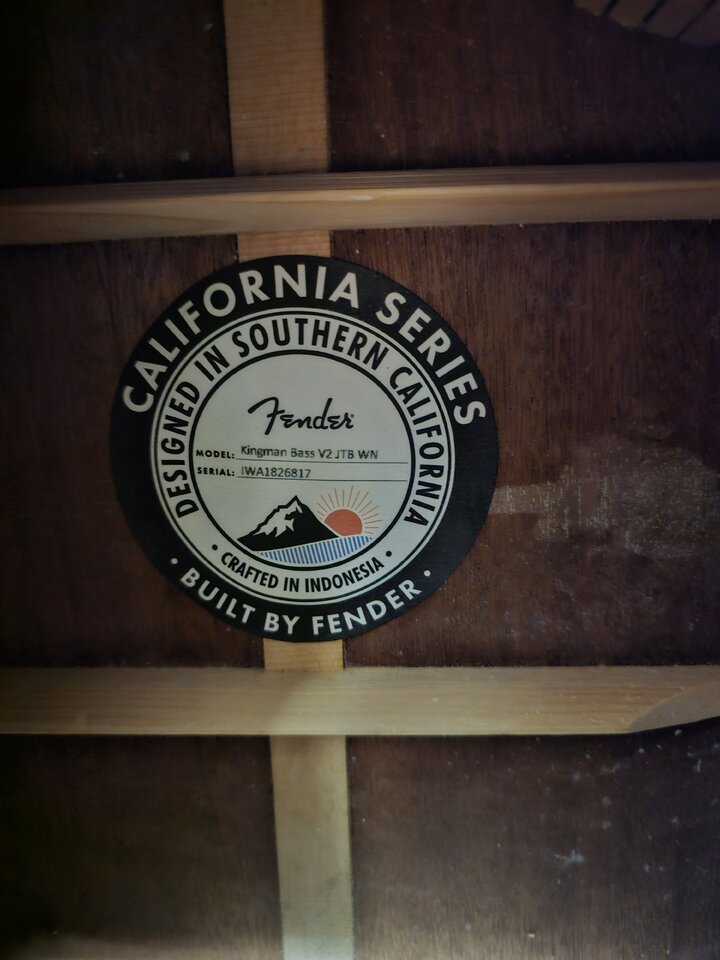 CALIFORNIA SERIES
DESIGNED IN SOUTHERN CALIFORNIA
Fender
MODEL: Kingman Bass V2 JTB WN
SERIAL: IWA1826817
• CRAFTED IN INDONESIA •
• BUILT BY FENDER •